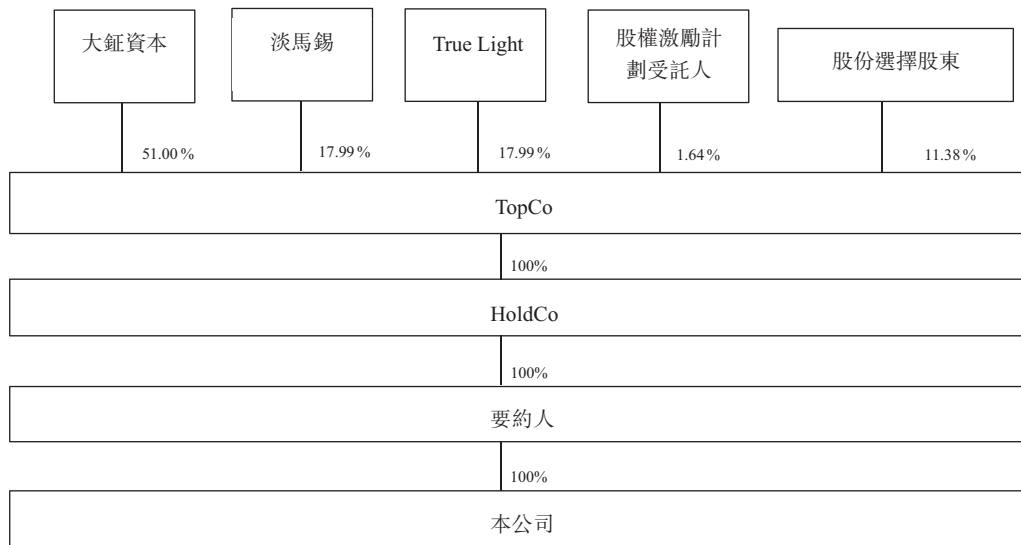 大鉦資本
淡馬錫
True Light
股權激勵計
劃受託人
股份選擇股東
51.00%
17.99%
17.99%
1.64%
11.38%
TopCo
100%
HoldCo
100%
要約人
100%
本公司